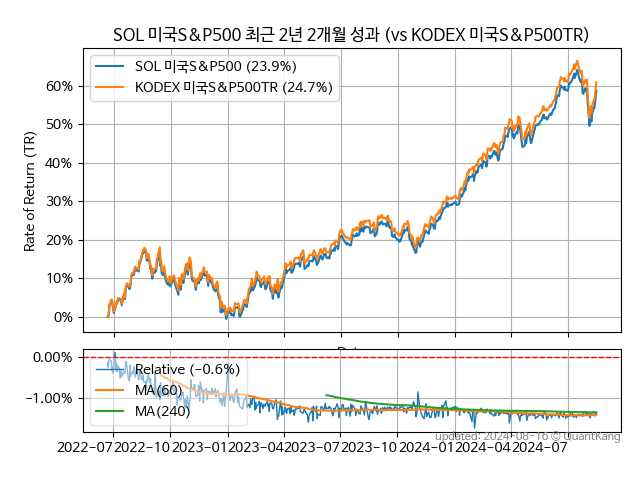 SOL 미국S&P500 최근 2년 2개월 성과 (vs KODEX 미국S&P500TR)
SOL 미국S&P500 (23.9%)
KODEX 미국S&P500TR (24.7%)
Rate of Return (TR)
60%
50%
40%
30%
20%
10%
0%
0.00%
−1.00%
Relative (−0.6%)
MA(60)
MA(240)
updated: 2024-08-16 © QuantKang
2022-07 2022-10 2023-01 2023-04 2023-07 2023-10 2024-01 2024-04 2024-07